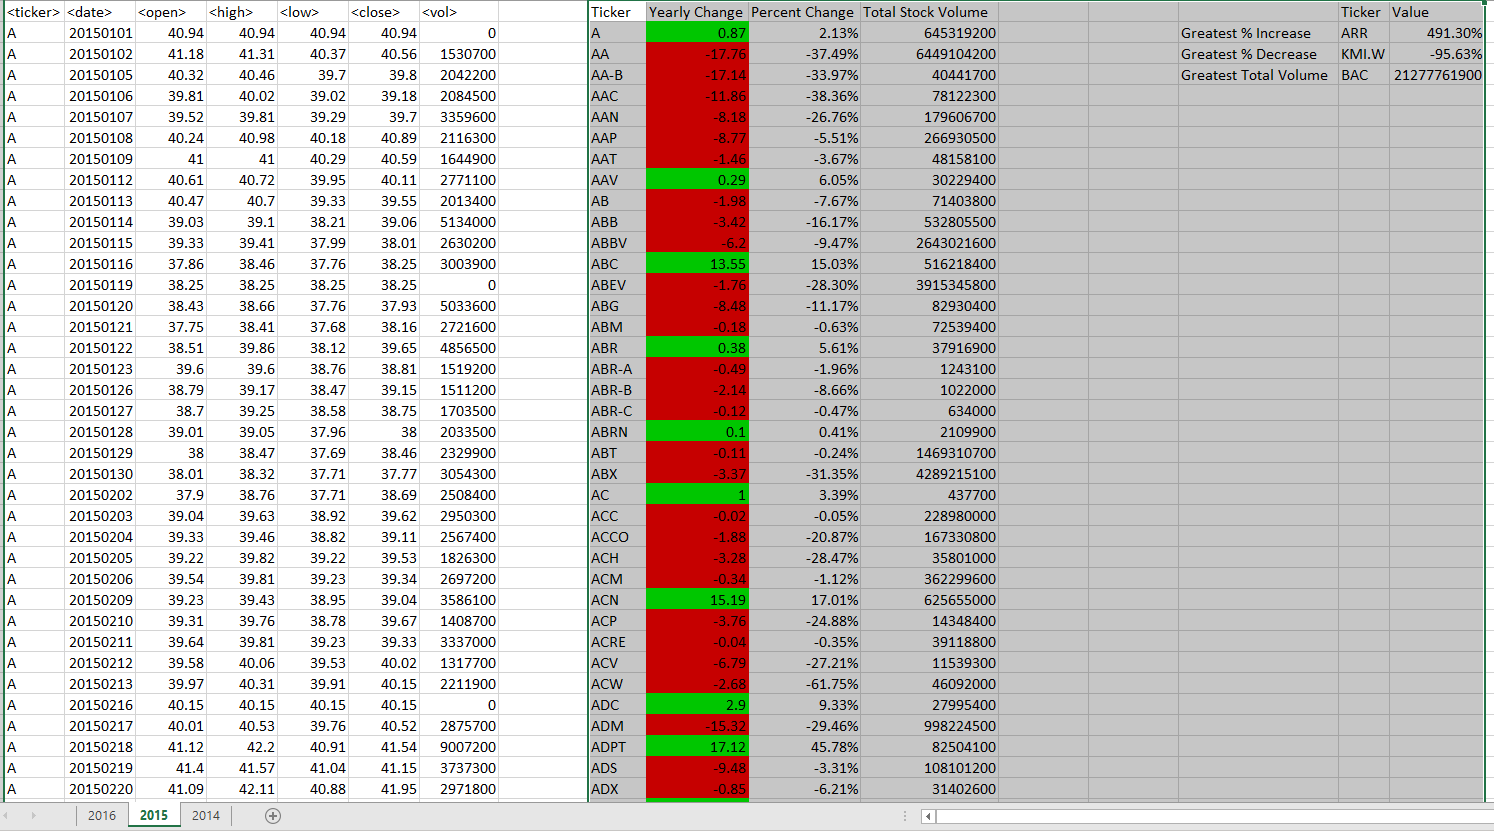 <ticker> <date> <open> <high> <low> <close> <vol> Ticker Yearly Change Percent Change Total Stock Volume Ticker Value
A 20150101 40.94 40.94 40.94 40.94 0 A 0.87 2.13% 645319200 Greatest % Increase ARR 491.30%
A 20150102 41.18 41.31 40.37 40.56 1530700 AA -17.76 -37.49% 6449104200 Greatest % Decrease KMI.W -95.63%
A 20150105 40.32 40.46 39.7 39.8 2042200 AA-B -17.14 -33.97% 40441700 Greatest Total Volume BAC 21277761900
A 20150106 39.81 40.02 39.02 39.18 2084500 AAC -11.86 -38.36% 78122300
A 20150107 39.52 39.81 39.29 39.7 3359600 AAN -8.18 -26.76% 179606700
A 20150108 40.24 40.98 40.18 40.89 2116300 AAP -8.77 -5.51% 266930500
A 20150109 41 41 40.29 40.59 1644900 AAT -1.46 -3.67% 48158100
A 20150112 40.61 40.72 39.95 40.11 2771100 AAV 0.29 6.05% 30229400
A 20150113 40.47 40.7 39.33 39.55 2013400 AB -1.98 -7.67% 71403800
A 20150114 39.03 39.1 38.21 39.06 5134000 ABB -3.42 -16.17% 532805500
A 20150115 39.33 39.41 37.99 38.01 2630200 ABBV -6.2 -9.47% 2643021600
A 20150116 37.86 38.46 37.76 38.25 3003900 ABC 13.55 15.03% 516218400
A 20150119 38.25 38.25 38.25 38.25 0 ABEV -1.76 -28.30% 3915345800
A 20150120 38.43 38.66 37.76 37.93 5033600 ABG -8.48 -11.17% 82930400
A 20150121 37.75 38.41 37.68 38.16 2721600 ABM -0.18 -0.63% 72539400
A 20150122 38.51 39.86 38.12 39.65 4856500 ABR 0.38 5.61% 37916900
A 20150123 39.6 39.6 38.76 38.81 1519200 ABR-A -0.49 -1.96% 1243100
A 20150126 38.79 39.17 38.47 39.15 1511200 ABR-B -2.14 -8.66% 1022000
A 20150127 38.7 39.25 38.58 38.75 1703500 ABR-C -0.12 -0.47% 634000
A 20150128 39.01 39.05 37.96 38 2033500 ABRN 0.1 0.41% 2109900
A 20150129 38 38.47 37.69 38.46 2329900 ABT -0.11 -0.24% 1469310700
A 20150130 38.01 38.32 37.71 37.77 3054300 ABX -3.37 -31.35% 4289215100
A 20150202 37.9 38.76 37.71 38.69 2508400 AC 1 3.39% 437700
A 20150203 39.04 39.63 38.92 39.62 2950300 ACC -0.02 -0.05% 228980000
A 20150204 39.33 39.46 38.82 39.11 2567400 ACCO -1.88 -20.87% 167330800
A 20150205 39.22 39.82 39.22 39.53 1826300 ACH -3.28 -28.47% 35801000
A 20150206 39.54 39.81 39.23 39.34 2697200 ACM -0.34 -1.12% 362299600
A 20150209 39.23 39.43 38.95 39.04 3586100 ACN 15.19 17.01% 625655000
A 20150210 39.31 39.76 38.78 39.67 1408700 ACP -3.76 -24.88% 14348400
A 20150211 39.64 39.81 39.23 39.33 3337000 ACRE -0.04 -0.35% 39118800
A 20150212 39.58 40.06 39.53 40.02 1317700 ACV -6.79 -27.21% 11539300
A 20150213 39.97 40.31 39.91 40.15 2211900 ACW -2.68 -61.75% 46092000
A 20150216 40.15 40.15 40.15 40.15 0 ADC 2.9 9.33% 27995400
A 20150217 40.01 40.53 39.76 40.52 2875700 ADM -15.32 -29.46% 998224500
A 20150218 41.12 42.2 40.91 41.54 9007200 ADPT 17.12 45.78% 82504100
A 20150219 41.4 41.57 41.04 41.15 3737300 ADS -9.48 -3.31% 108101200
A 20150220 41.09 42.11 40.88 41.95 2971800 ADX -0.85 -6.21% 31402600
2016 2015 2014